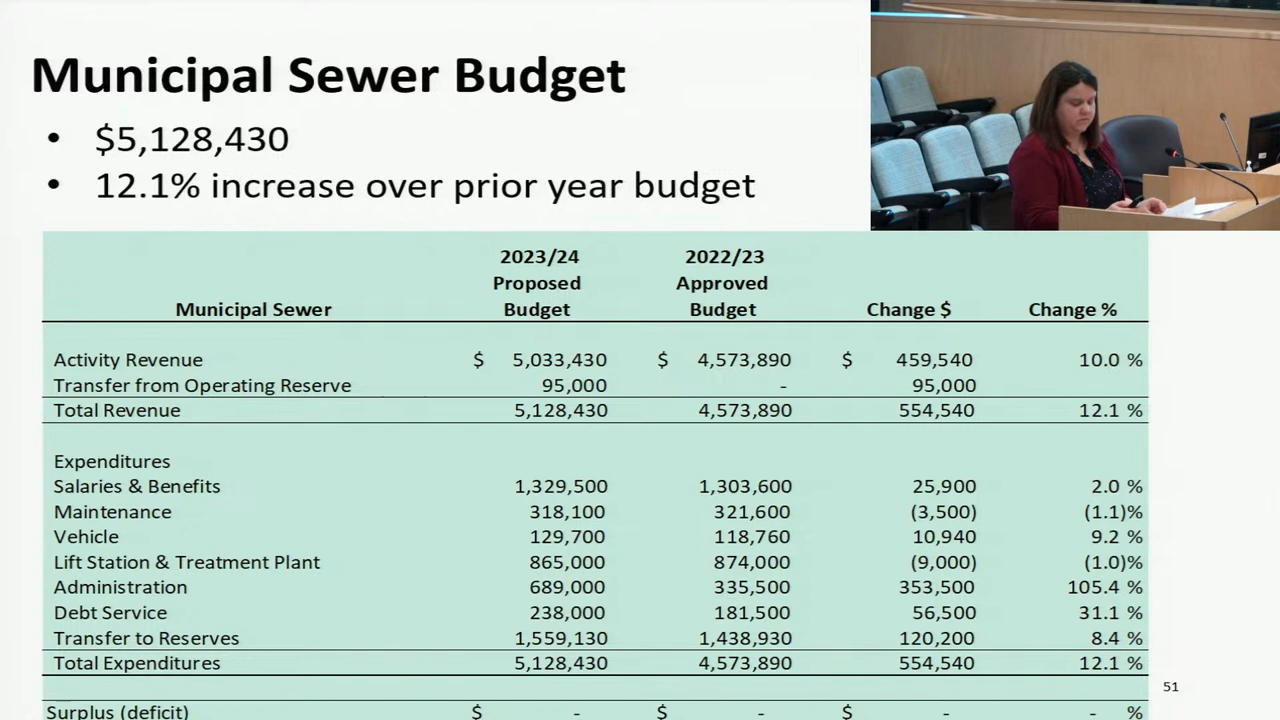 Municipal Sewer Budget
• $5,128,430
• 12.1% increase over prior year budget
2023/24 2022/23
Proposed Approved
Municipal Sewer Budget Budget Change $ Change %
Activity Revenue $ 5,033,430 $ 4,573,890 $ 459,540 10.0 %
Transfer from Operating Reserve 95,000 - 95,000
Total Revenue 5,128,430 4,573,890 554,540 12.1 %
Expenditures
Salaries & Benefits 1,329,500 1,303,600 25,900 2.0 %
Maintenance 318,100 321,600 (3,500) (1.1)%
Vehicle 129,700 118,760 10,940 9.2 %
Lift Station & Treatment Plant 865,000 874,000 (9,000) (1.0)%
Administration 689,000 335,500 353,500 105.4 %
Debt Service 238,000 181,500 56,500 31.1 %
Transfer to Reserves 1,559,130 1,438,930 120,200 8.4 %
Total Expenditures 5,128,430 4,573,890 554,540 12.1 %
51
Surplus (deficit) $ - $ - $ - - %